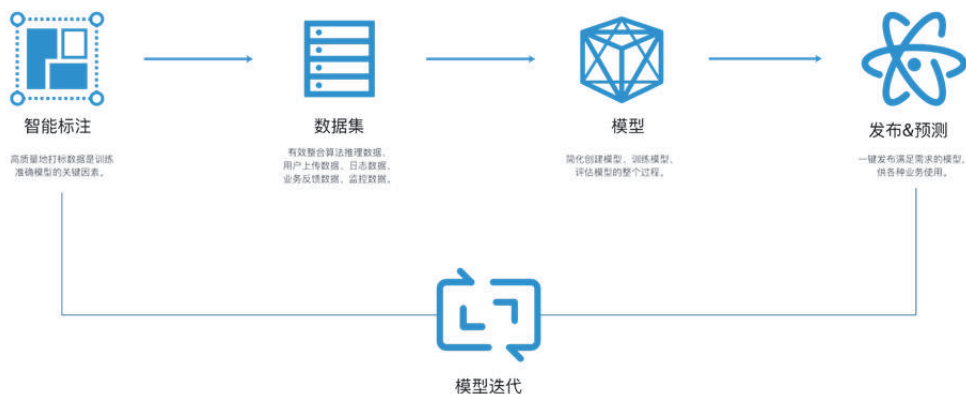 智能标注
高质量地打标数据是训练
准确模型的关键因素。
数据集
有效整合算法推理数据、
用户上传数据、日志数据、
业务反馈数据、监控数据。
模型
简化创建模型、训练模型、
评估模型的整个过程。
发布&预测
一键发布满足需求的模型,
供各种业务使用。
模型迭代